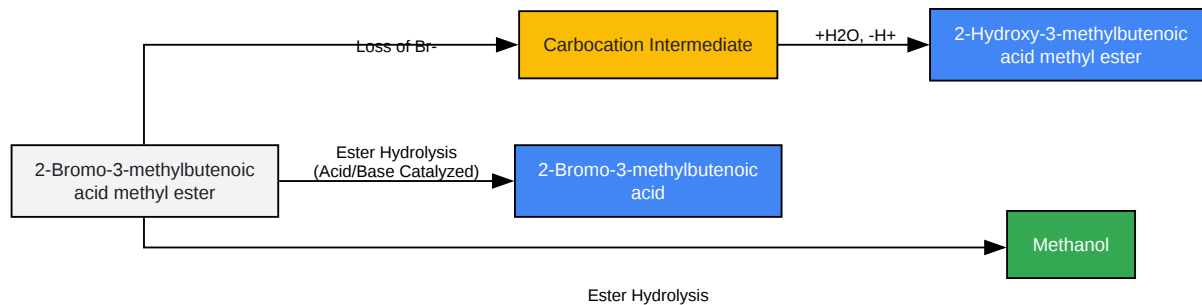 Loss of Br-
Carbocation Intermediate
+H2O, -H+
2-Hydroxy-3-methylbutenoic
acid methyl ester
2-Bromo-3-methylbutenoic
acid methyl ester
Ester Hydrolysis
(Acid/Base Catalyzed)
2-Bromo-3-methylbutenoic
acid
Methanol
Ester Hydrolysis